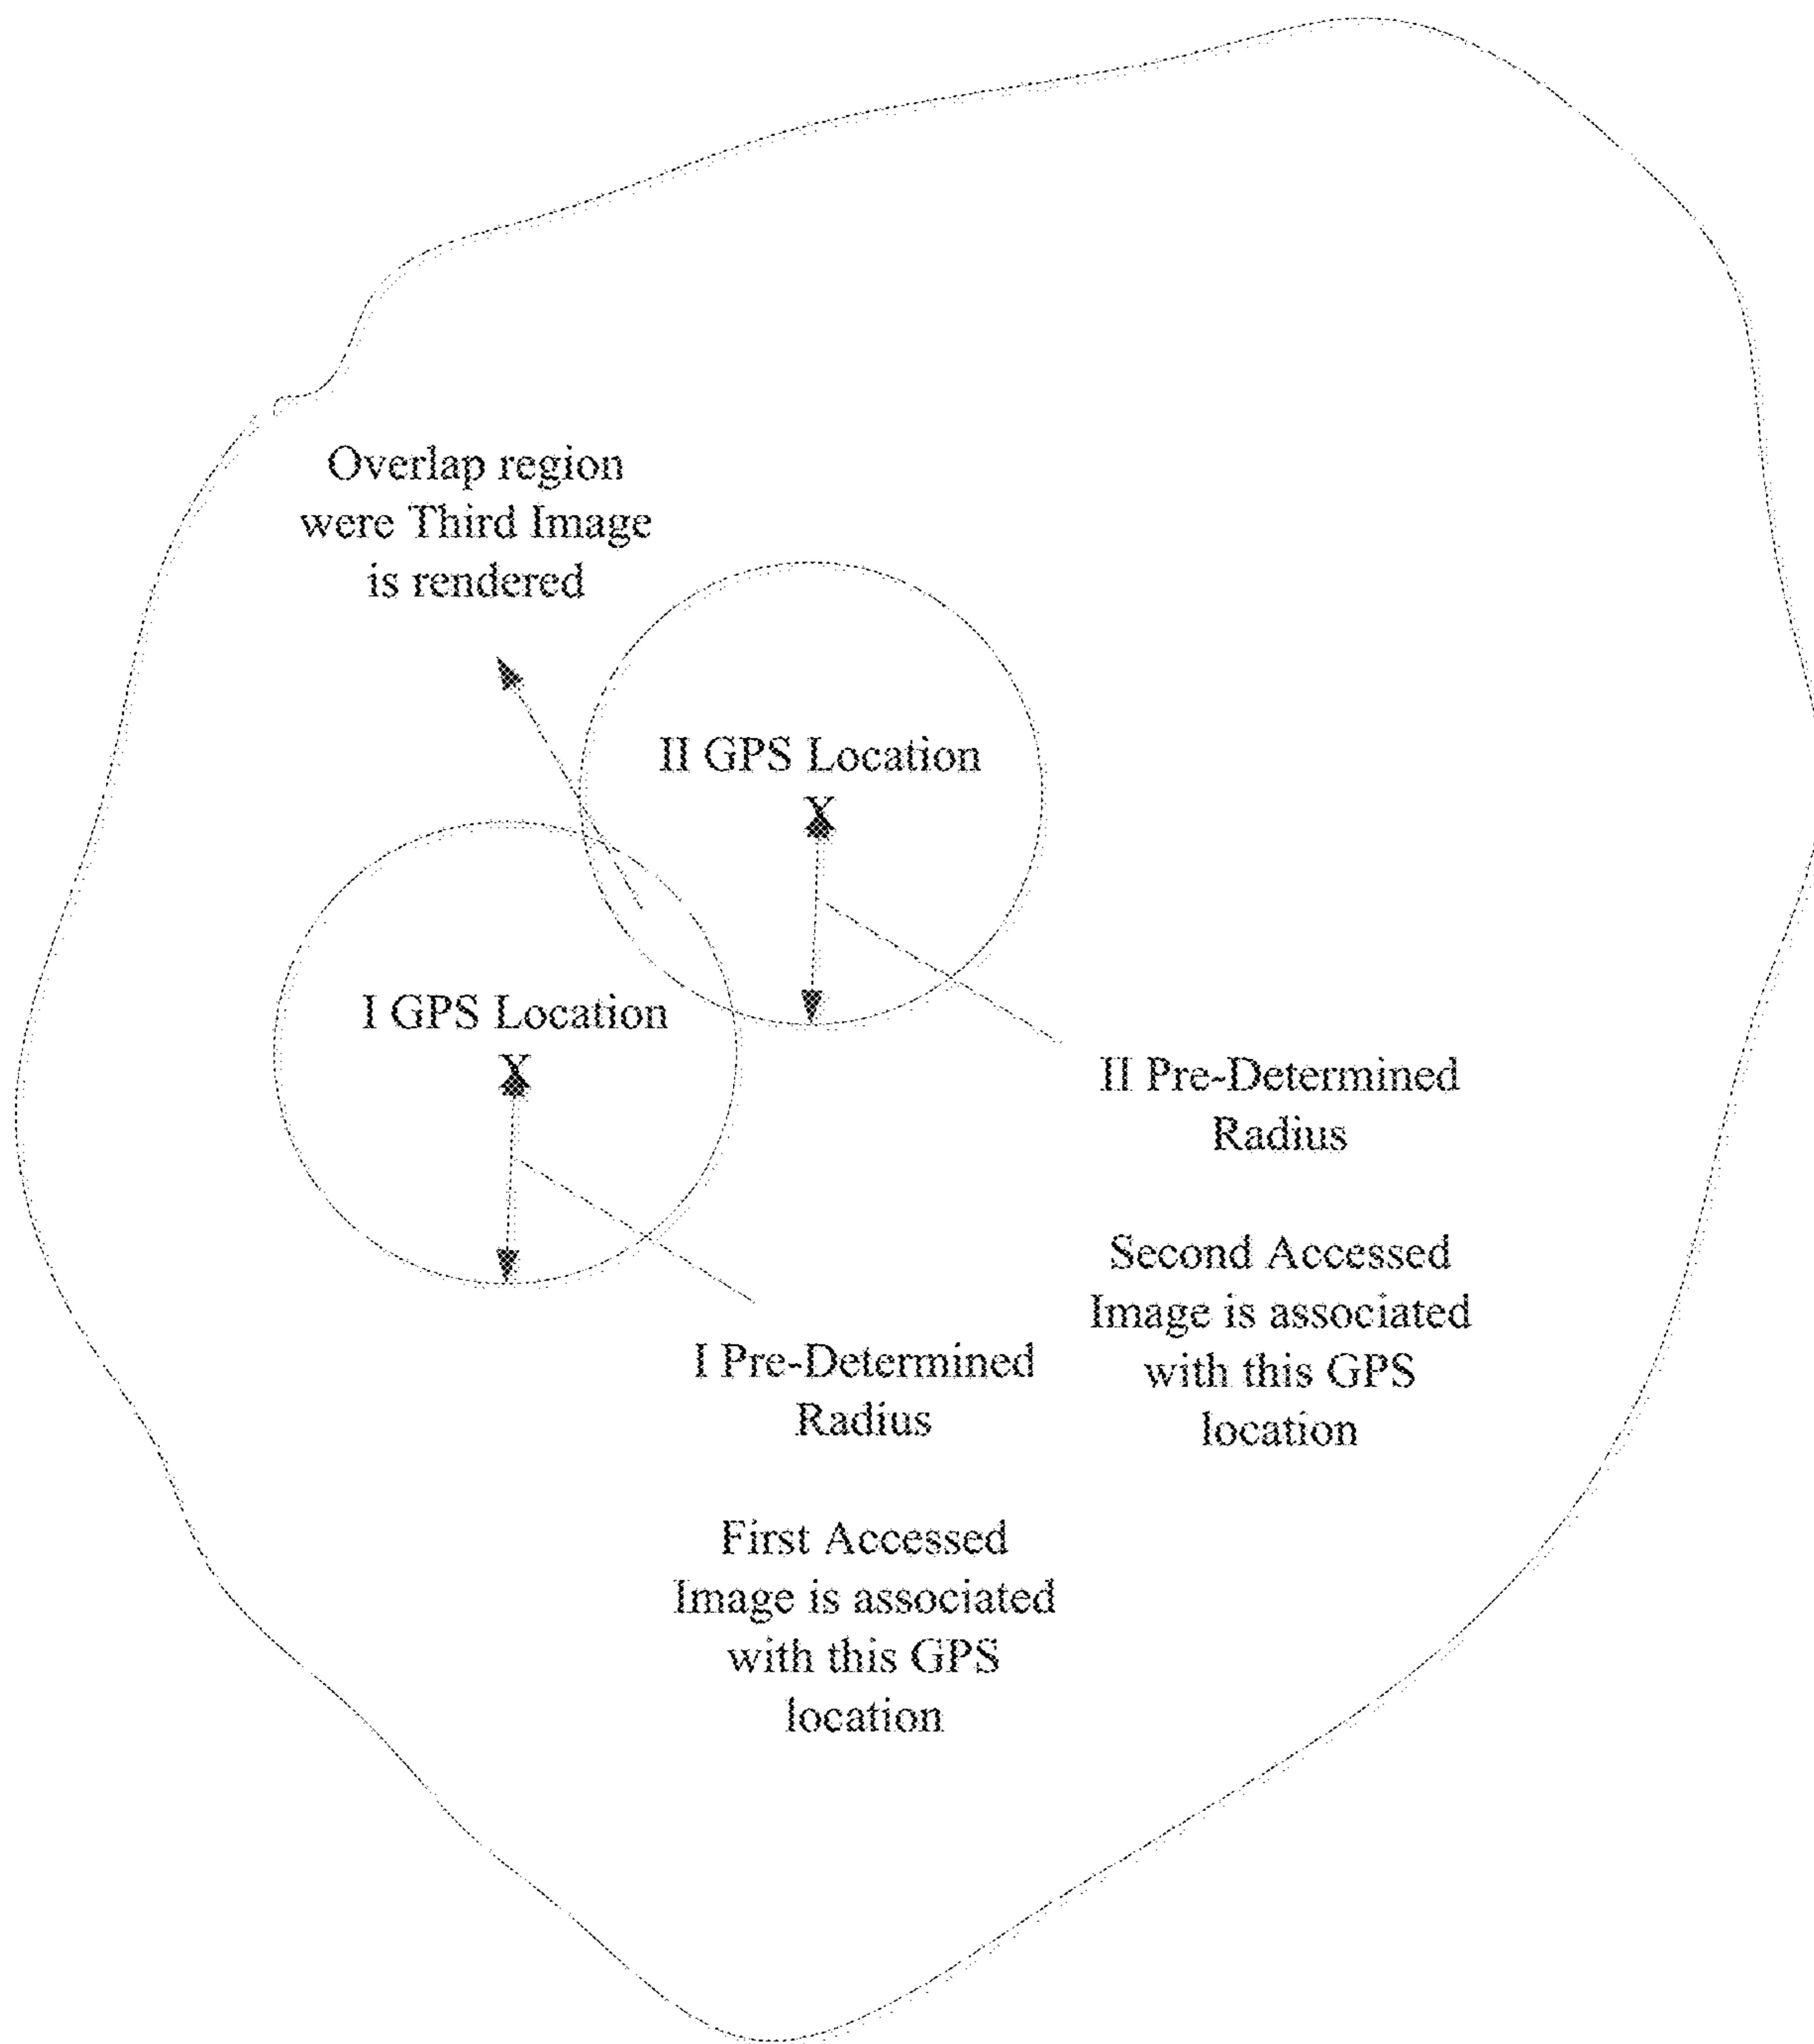 Overlap region
were Third Image
is rendered
II GPS Location
X
I GPS Location
X
II Pre-Determined
Radius
Second Accessed
Image is associated
with this GPS
location
I Pre-Determined
Radius
First Accessed
Image is associated
with this GPS
location